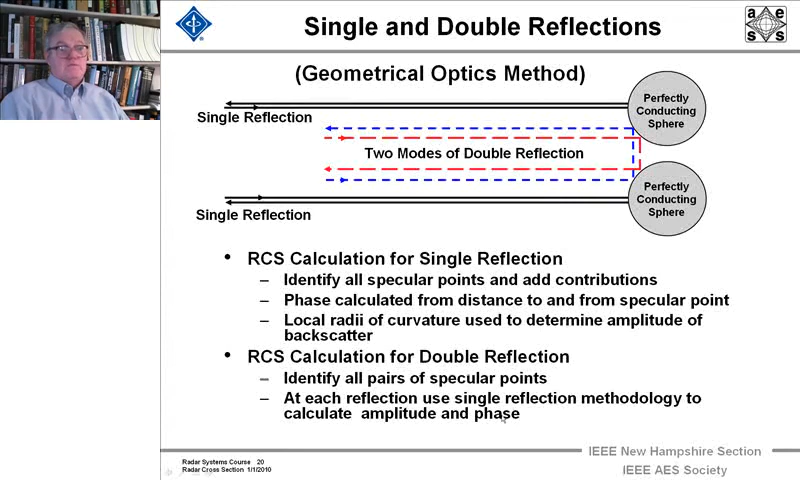 Single and Double Reflections
a e
s s
(Geometrical Optics Method)
Single Reflection
Perfectly
Conducting
Sphere
Two Modes of Double Reflection
Single Reflection
Perfectly
Conducting
Sphere
• RCS Calculation for Single Reflection
– Identify all specular points and add contributions
– Phase calculated from distance to and from specular point
– Local radii of curvature used to determine amplitude of
backscatter
• RCS Calculation for Double Reflection
– Identify all pairs of specular points
– At each reflection use single reflection methodology to
calculate amplitude and phase
Radar Systems Course 20
Radar Cross Section 1/1/2010
IEEE New Hampshire Section
IEEE AES Society